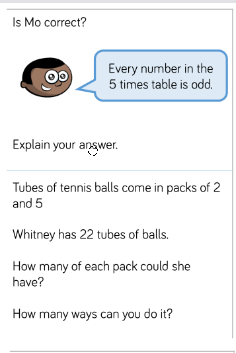 Is Mo correct?
Every number in the
5 times table is odd.
Explain your answer.
Tubes of tennis balls come in packs of 2
and 5
Whitney has 22 tubes of balls.
How many of each pack could she
have?
How many ways can you do it?